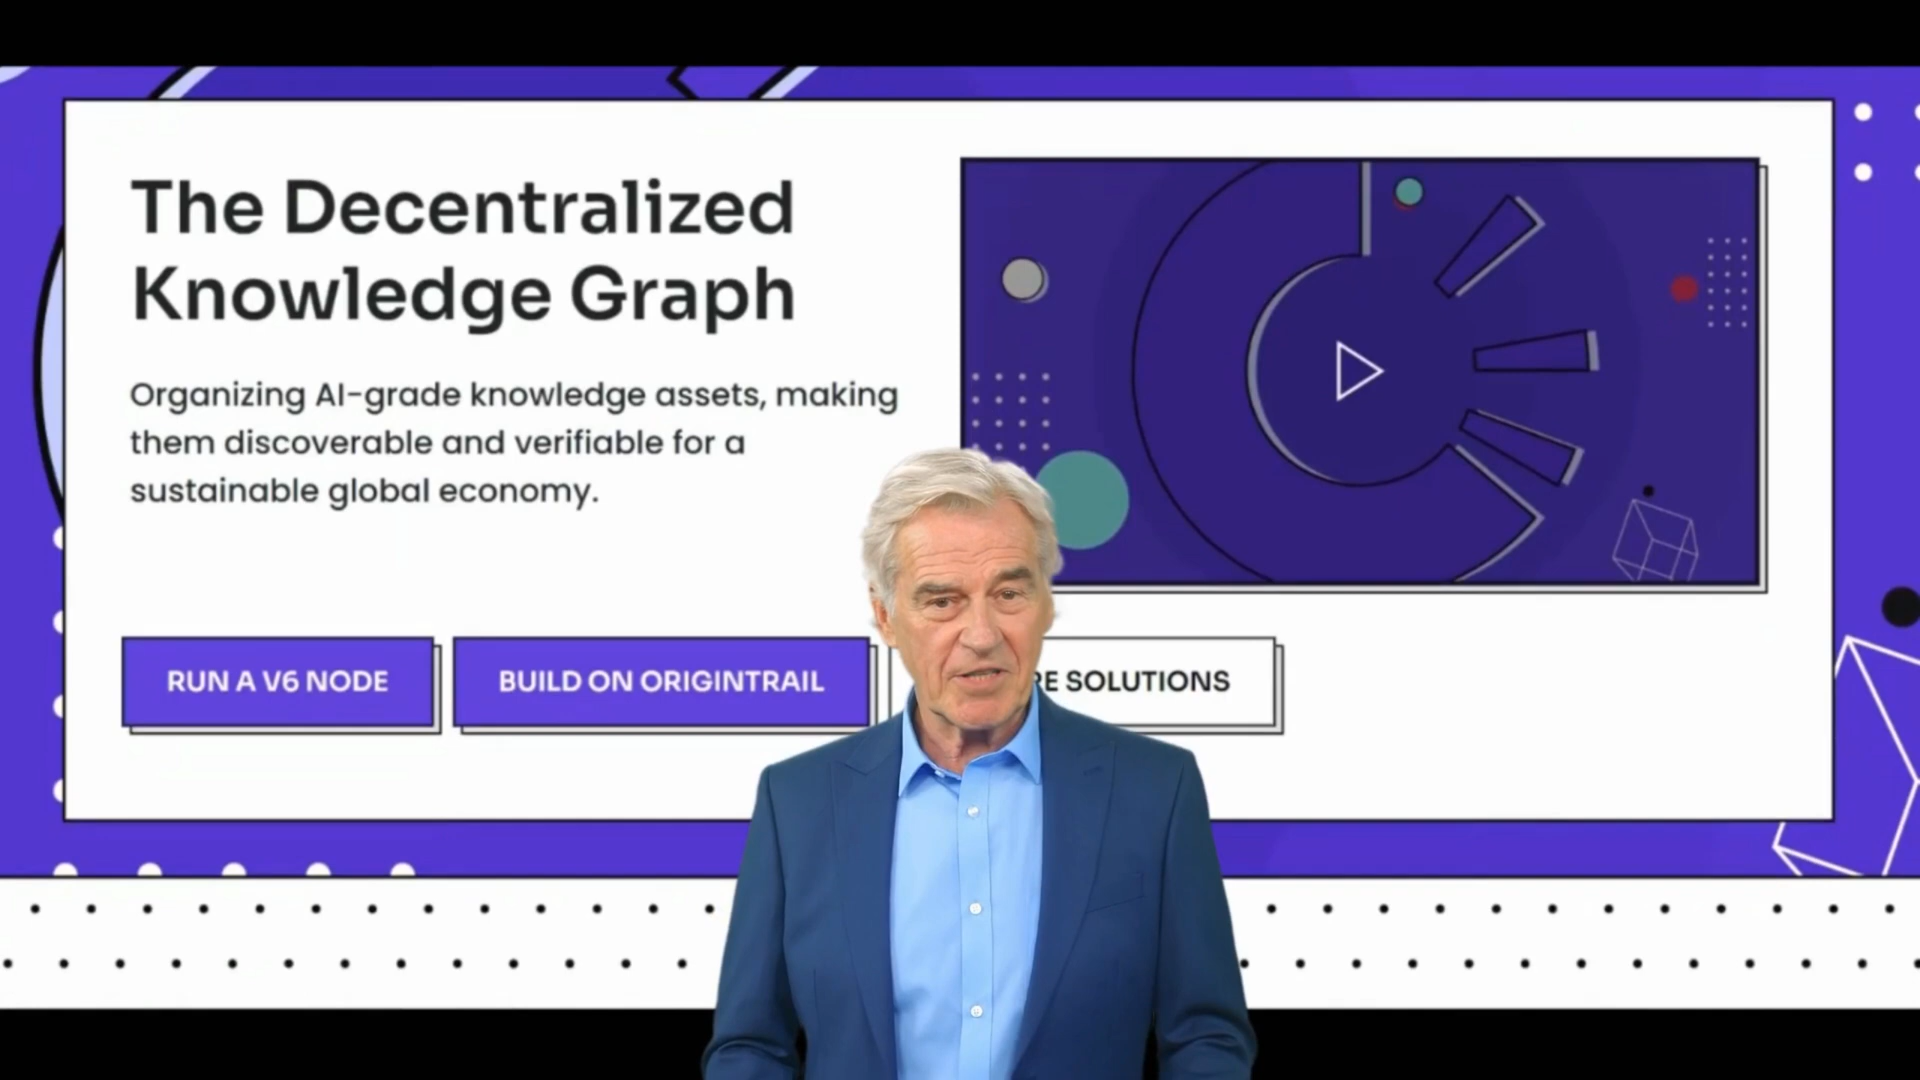 The Decentralized
Knowledge Graph
Organizing AI-grade knowledge assets, making
them discoverable and verifiable for a
sustainable global economy.
RUN A V6 NODE
BUILD ON ORIGINTRAIL
RE SOLUTIONS